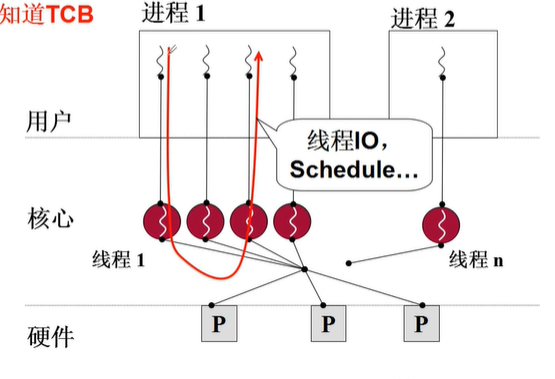 知道TCB
进程 1
进程 2
用户
线程IO,
Schedule…
核心
线程 1
线程 n
P
P
P
硬件